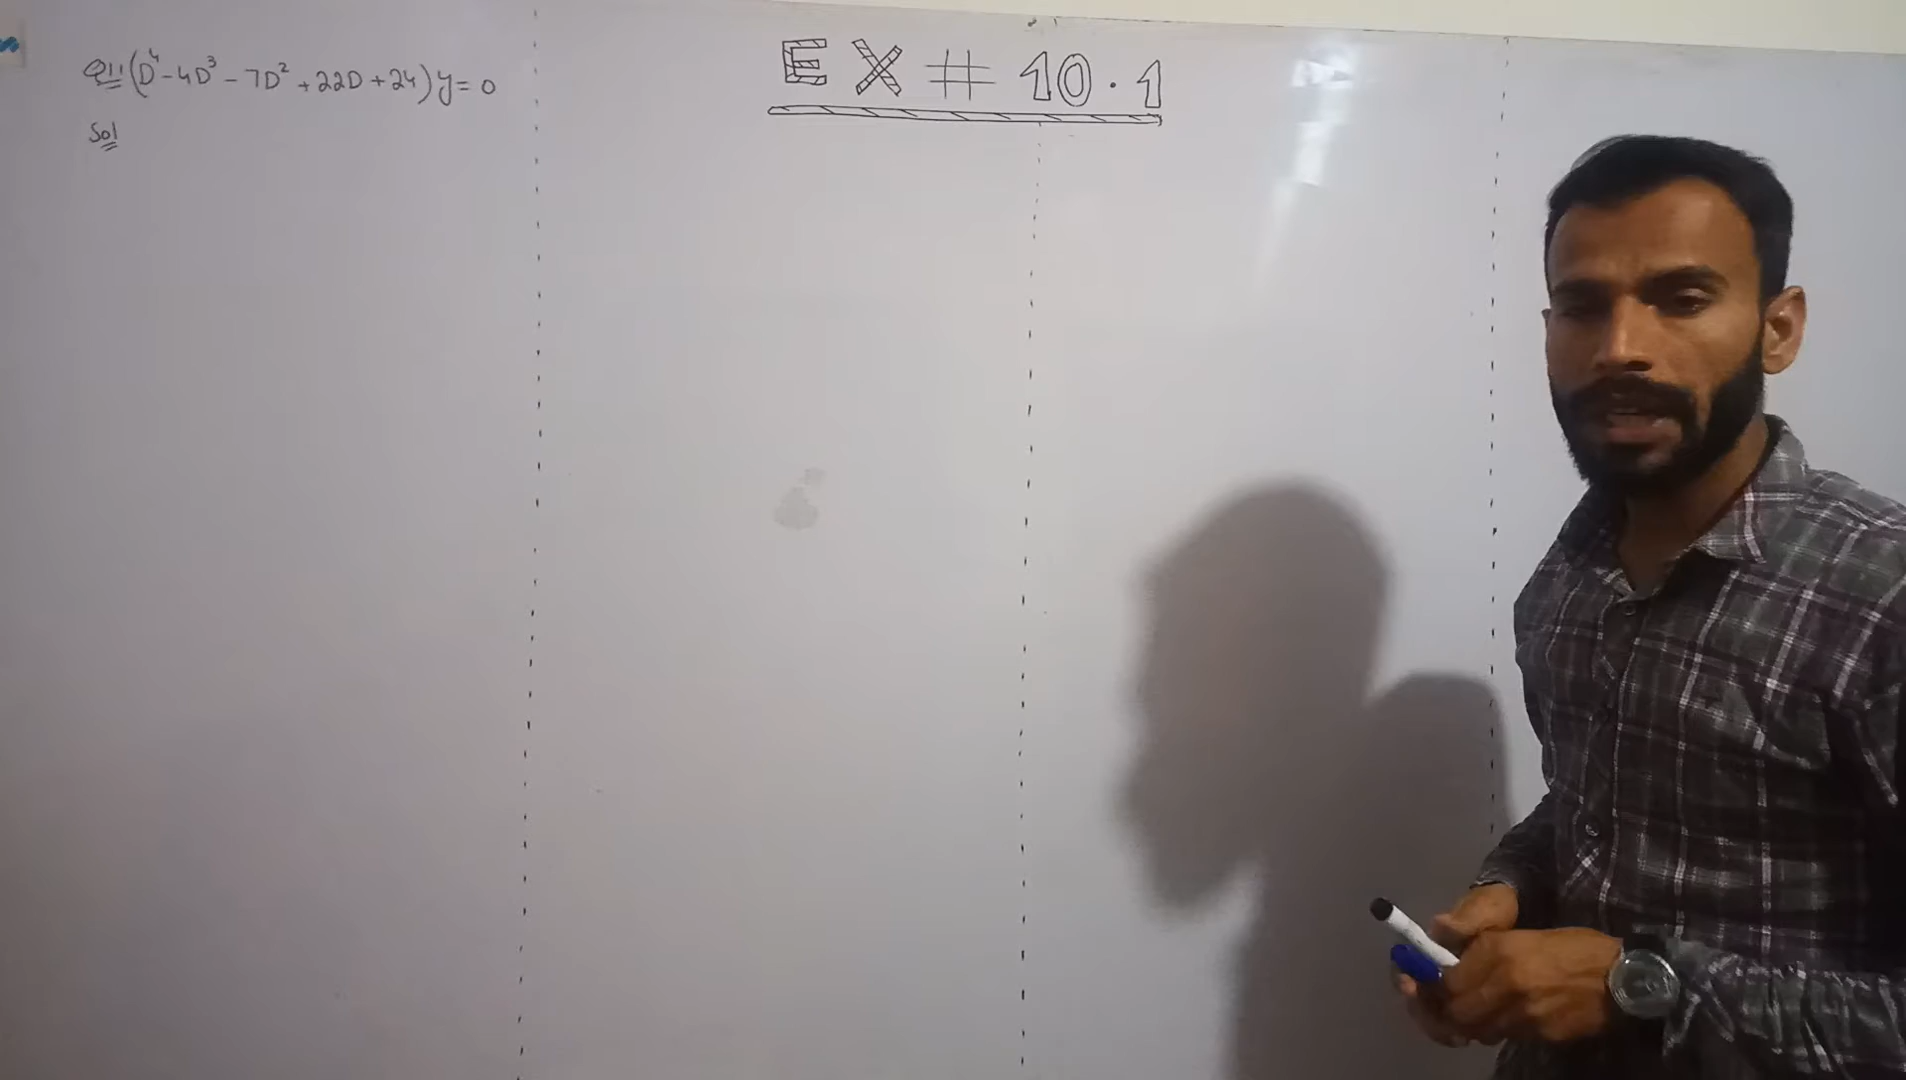 EX # 10.1
Q11 (D⁴ - 4D³ - 7D² + 22D + 24) y = 0
Sol